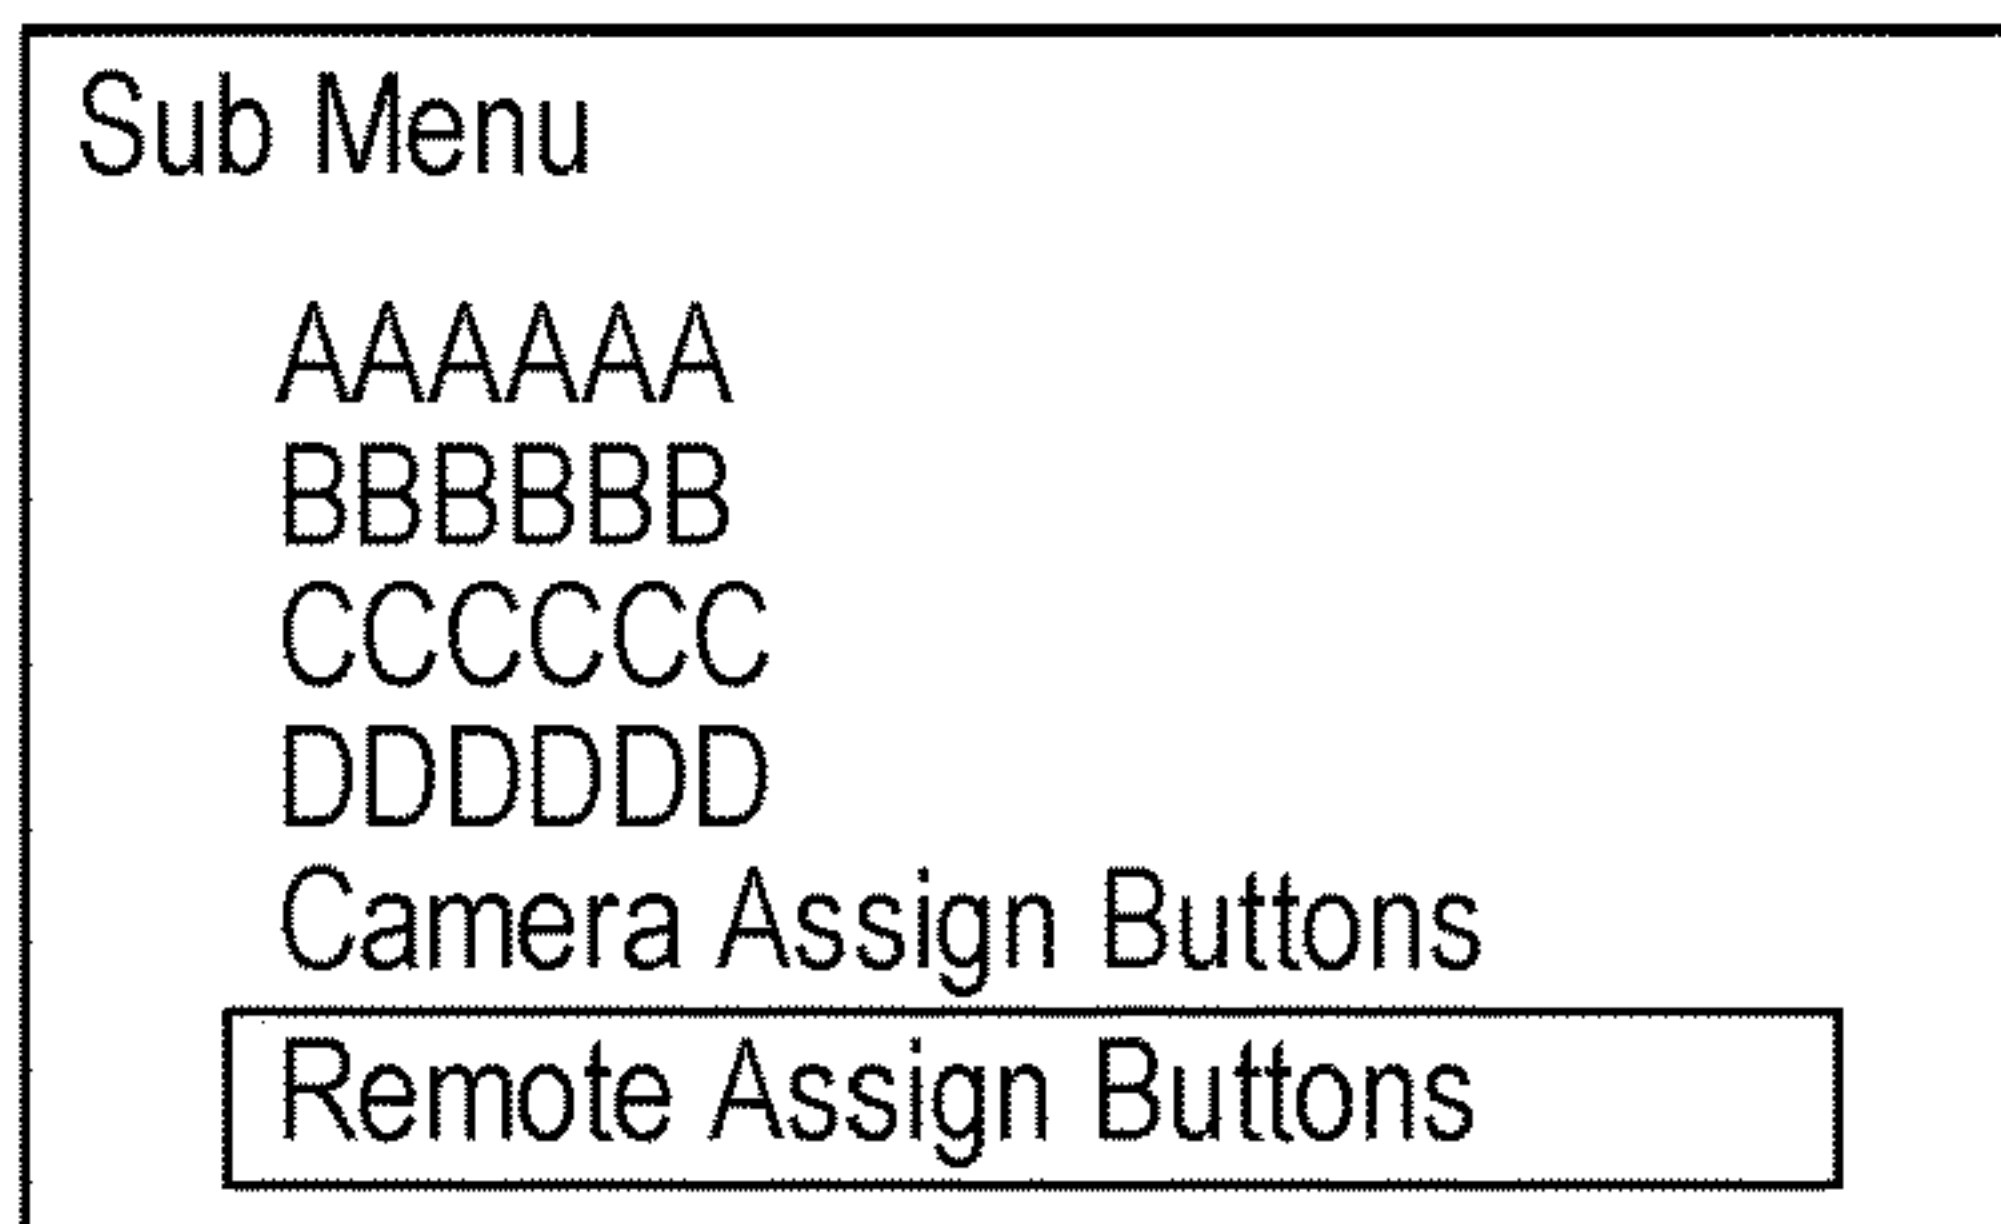 Sub Menu
AAAAAA
BBBBBB
CCCCCC
DDDDDD
Camera Assign Buttons
Remote Assign Buttons